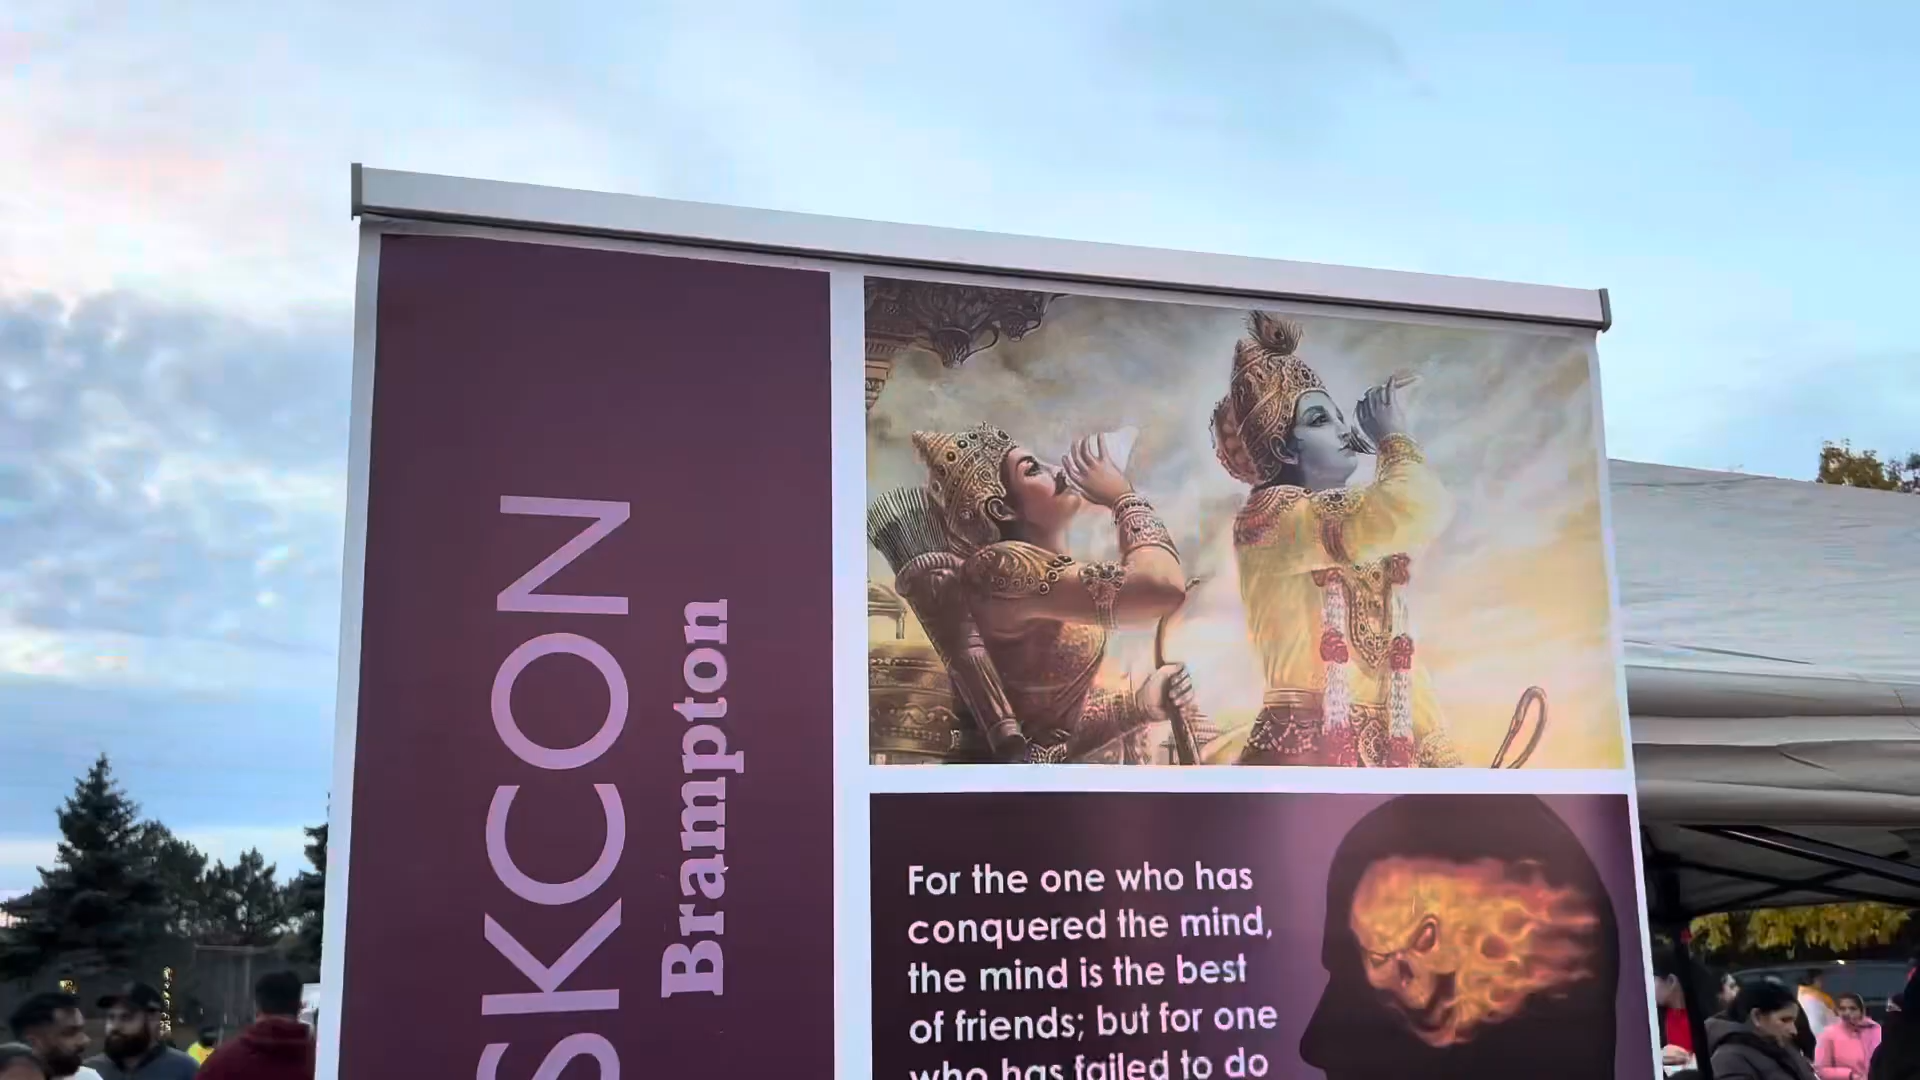 SKCON
Brampton
For the one who has
conquered the mind,
the mind is the best
of friends; but for one
who has failed to do